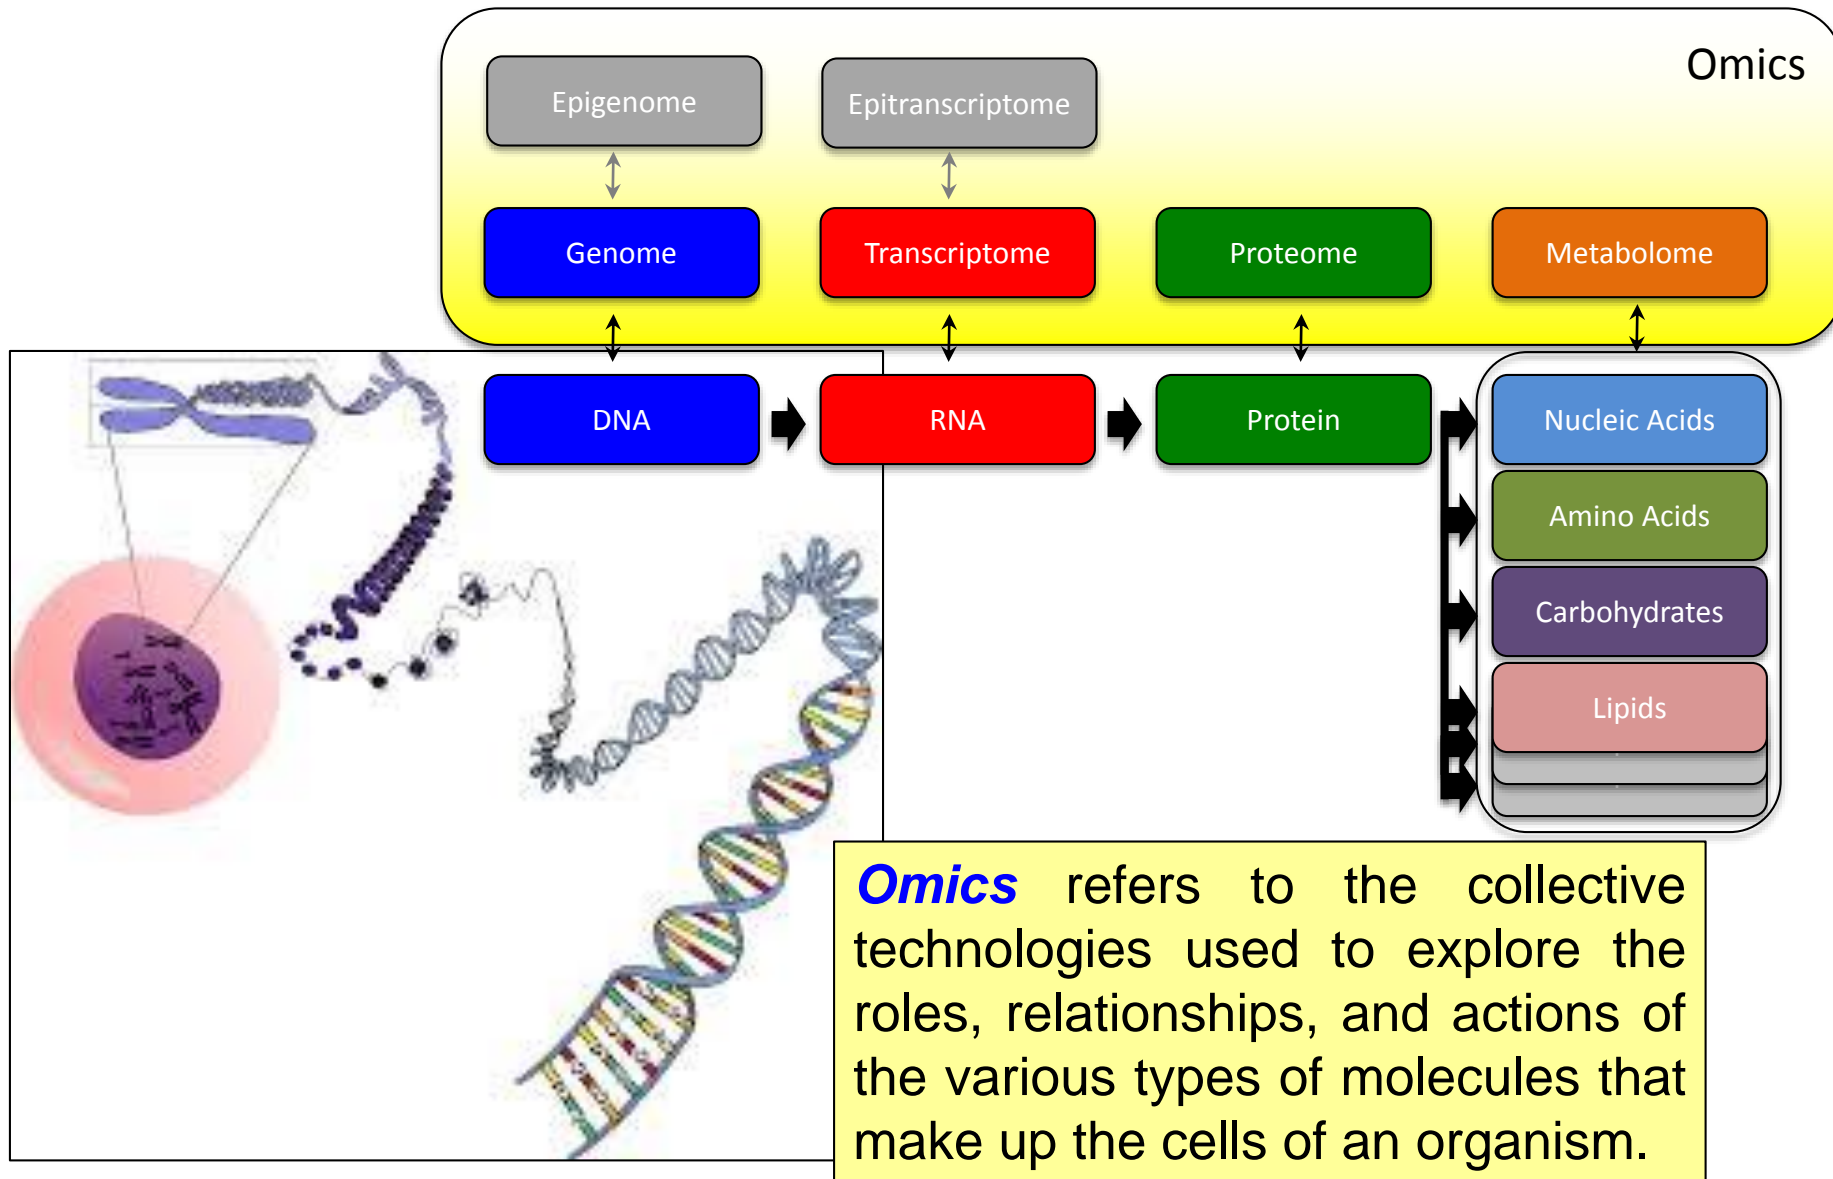 Omics
Epigenome
Epitranscriptome
Genome
Transcriptome
Proteome
Metabolome
DNA
RNA
Protein
Nucleic Acids
Amino Acids
Carbohydrates
Lipids
Omics refers to the collective
technologies used to explore the
roles, relationships, and actions of
the various types of molecules that
make up the cells of an organism.